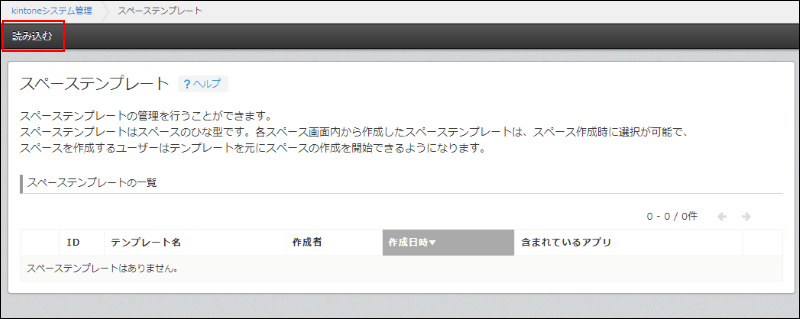 kintoneシステム管理 スペーステンプレート
読み込む
スペーステンプレート ?ヘルプ
スペーステンプレートの管理を行うことができます。
スペーステンプレートはスペースのひな型です。各スペース画面内から作成したスペーステンプレートは、スペース作成時に選択が可能で、
スペースを作成するユーザーはテンプレートを元にスペースの作成を開始できるようになります。
スペーステンプレートの一覧
0 - 0 / 0件
ID テンプレート名 作成者 作成日時▼ 含まれているアプリ
スペーステンプレートはありません。